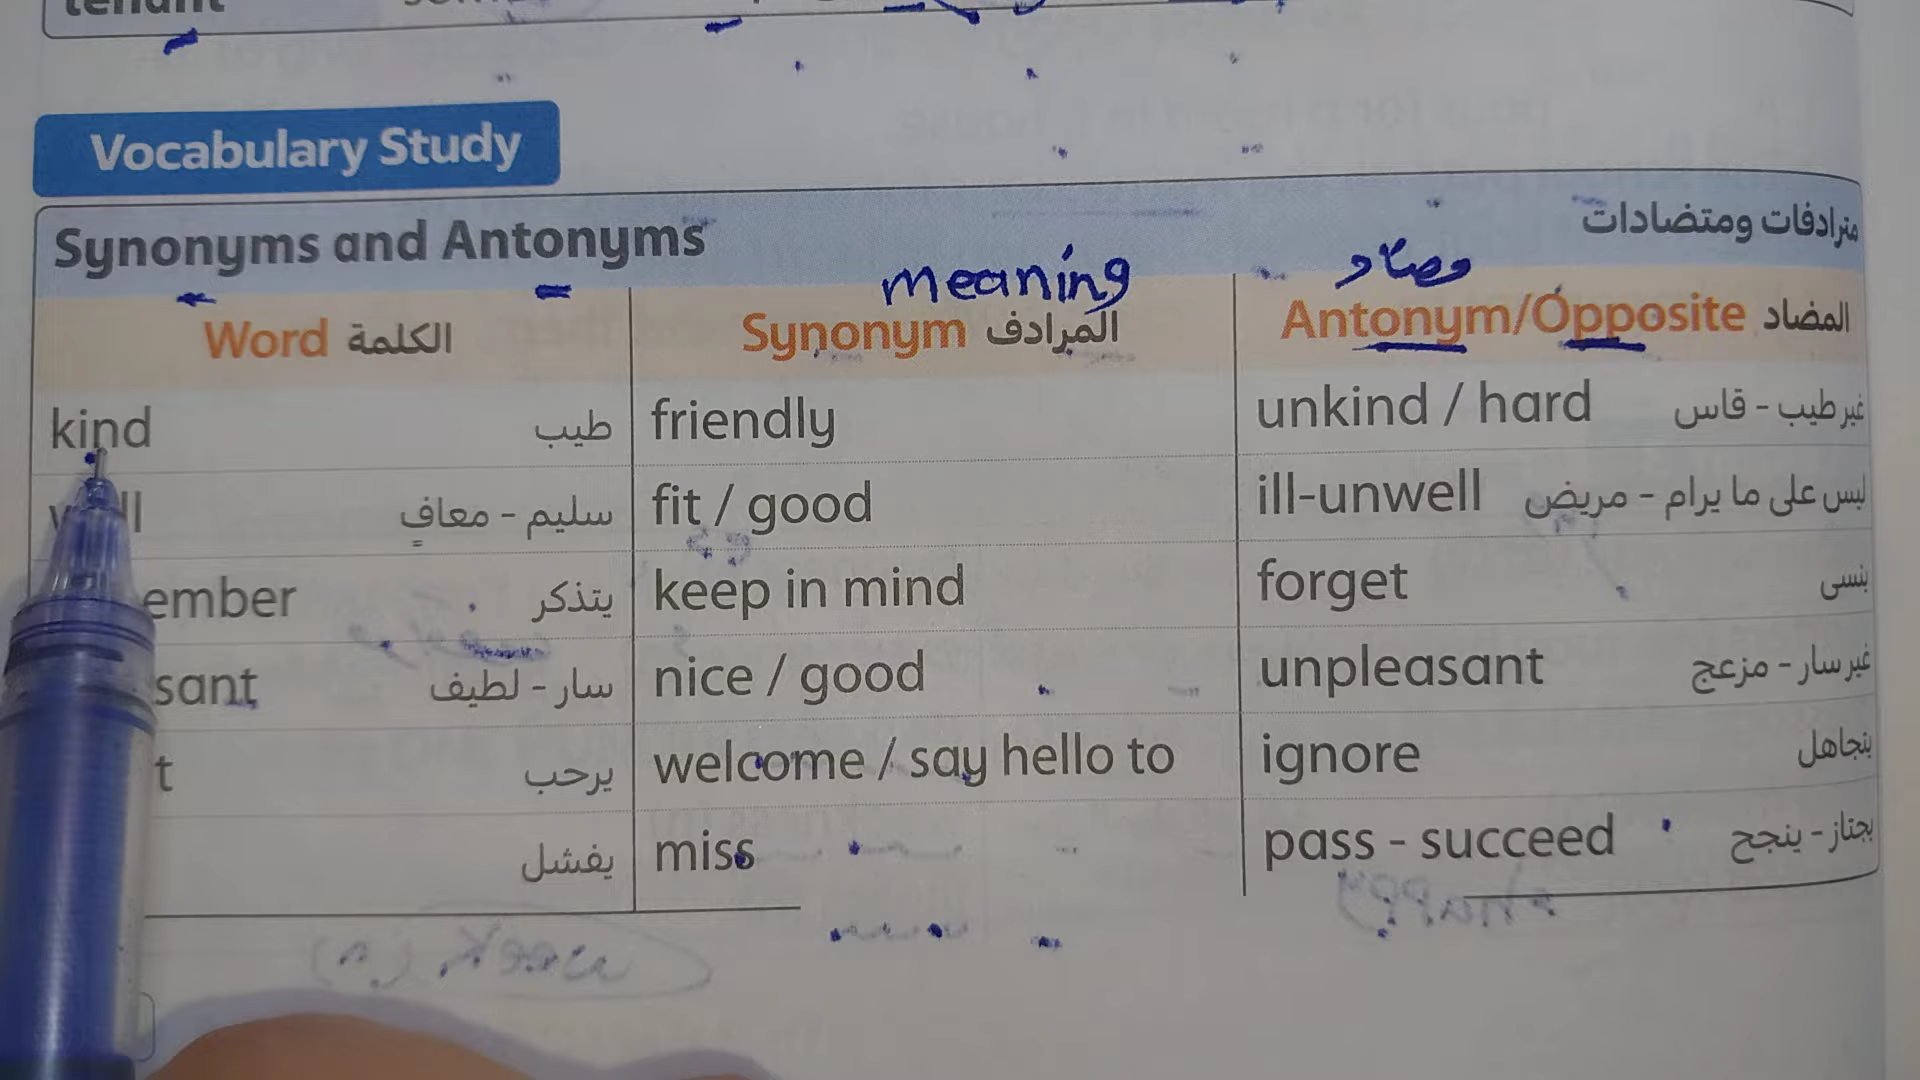 tenant
Vocabulary Study
Synonyms and Antonyms مترادفات ومتضادات
meaning مضاد
Word الكلمة Synonym المرادف Antonym/Opposite المضاد
kind طيب friendly unkind / hard غير طيب - قاس
سليم - معافٍ fit / good ill-unwell ليس على ما يرام - مريض
ember يتذكر keep in mind forget ينسى
sant سار - لطيف nice / good unpleasant غير سار - مزعج
t يرحب welcome / say hello to ignore يتجاهل
يفشل miss pass - succeed يجتاز - ينجح